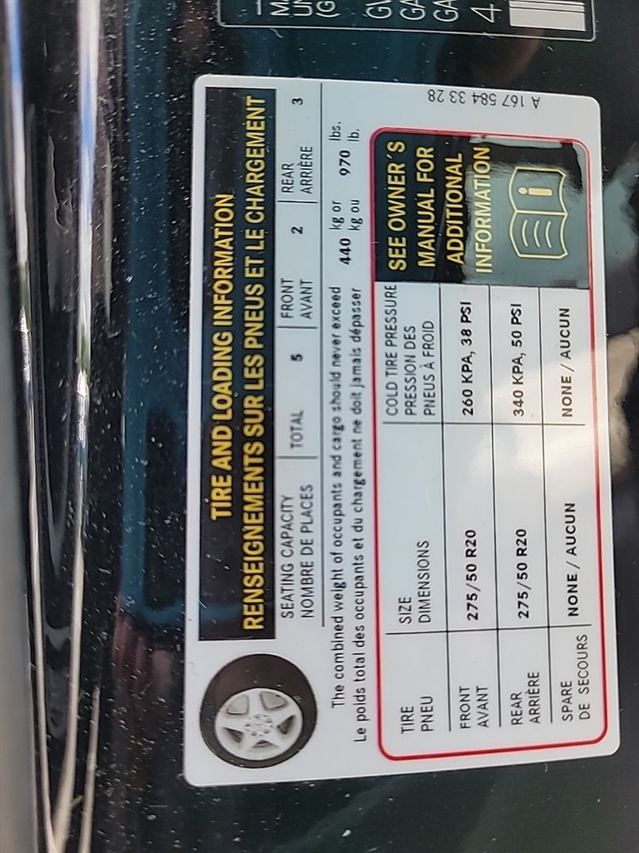 TIRE AND LOADING INFORMATION
RENSEIGNEMENTS SUR LES PNEUS ET LE CHARGEMENT
SEATING CAPACITY
NOMBRE DE PLACES
TOTAL 5
FRONT
AVANT
2
REAR
ARRIÈRE
3
The combined weight of occupants and cargo should never exceed 440 kg or 970 lbs.
Le poids total des occupants et du chargement ne doit jamais dépasser kg ou lb.
TIRE
PNEU
SIZE
DIMENSIONS
COLD TIRE PRESSURE
PRESSION DES
PNEUS À FROID
FRONT
AVANT
275/50 R20
260 KPA, 38 PSI
REAR
ARRIÈRE
275/50 R20
340 KPA, 50 PSI
SPARE
DE SECOURS
NONE / AUCUN
NONE / AUCUN
SEE OWNER'S
MANUAL FOR
ADDITIONAL
INFORMATION
A 167 584 33 28
GA
GA
4